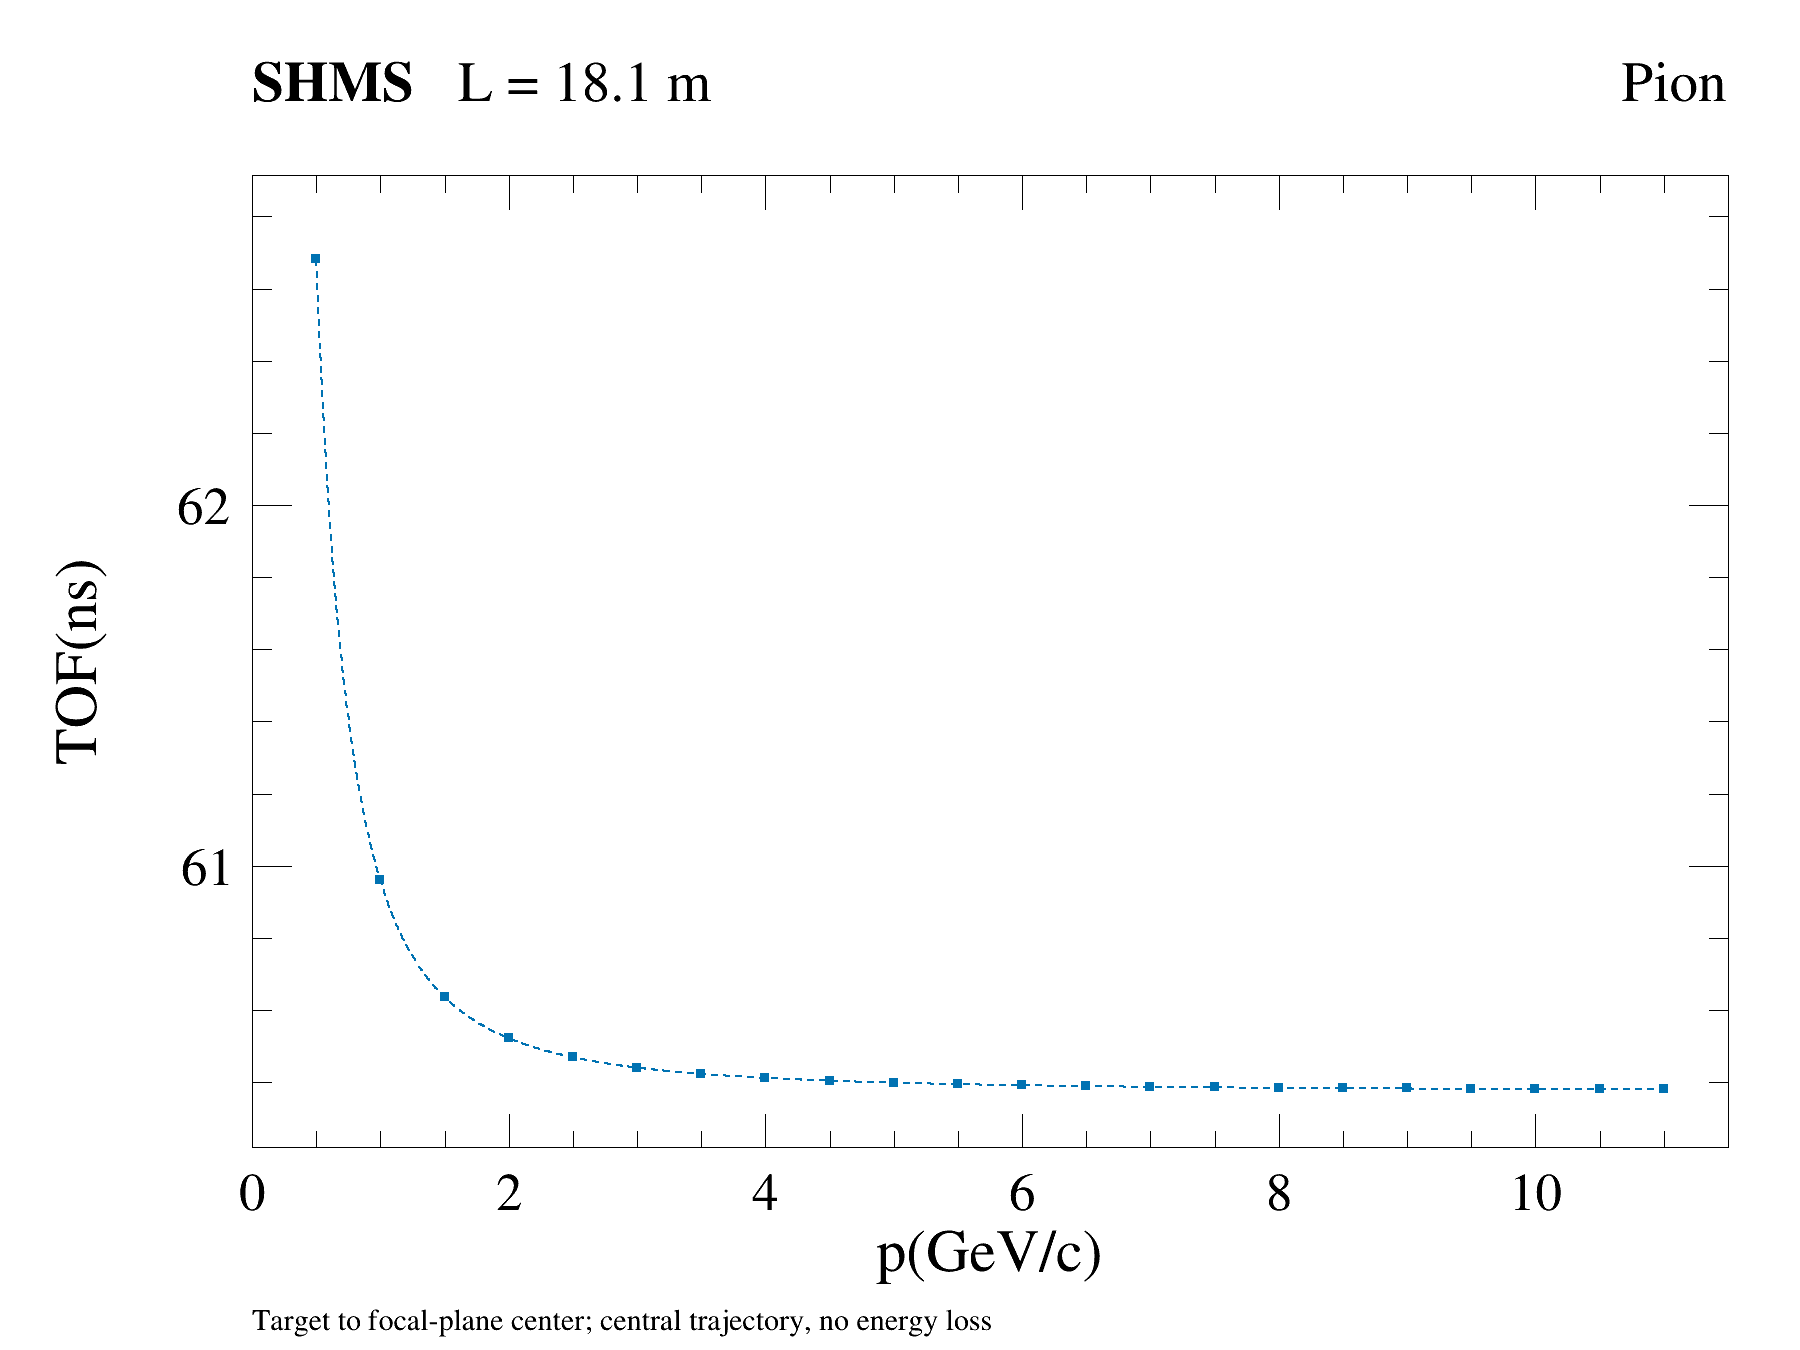 SHMS L = 18.1 m
Pion
TOF(ns)
62
61
0 2 4 6 8 10
p(GeV/c)
Target to focal-plane center; central trajectory, no energy loss